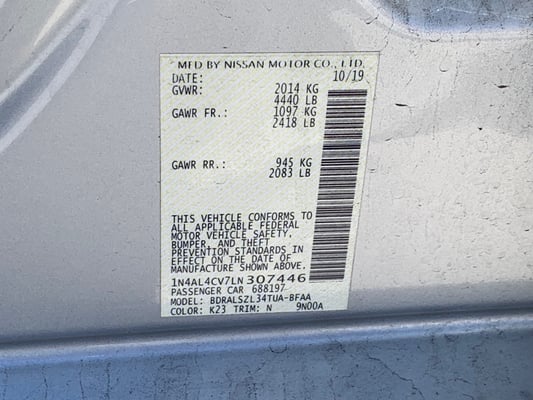 MFD BY NISSAN MOTOR CO., LTD.
DATE: 10/19
GVWR: 2014 KG
4440 LB
GAWR FR.: 1097 KG
2418 LB
GAWR RR.: 945 KG
2083 LB
THIS VEHICLE CONFORMS TO
ALL APPLICABLE FEDERAL
MOTOR VEHICLE SAFETY,
BUMPER, AND THEFT
PREVENTION STANDARDS IN
EFFECT ON THE DATE OF
MANUFACTURE SHOWN ABOVE.
1N4AL4CV7LN307446
PASSENGER CAR 688197
MODEL: BDRALSZL34TUA-BFAA
COLOR: K23 TRIM: N 9N00A